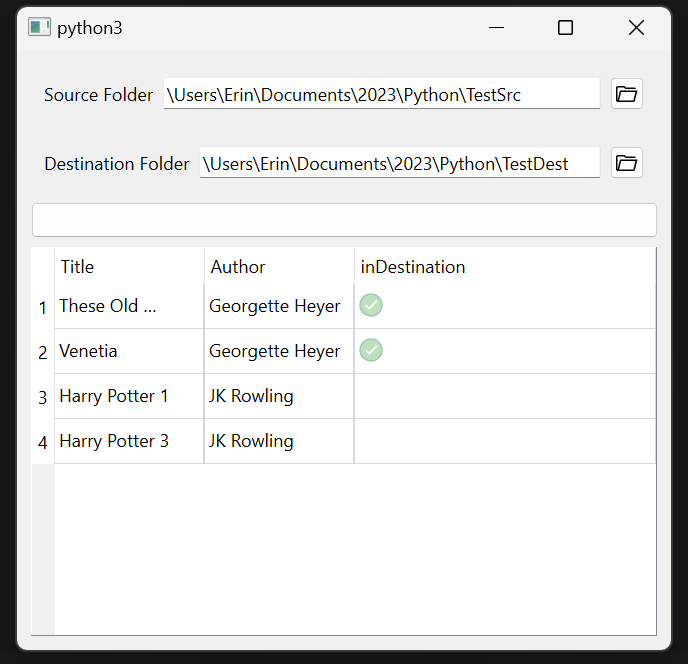 python3
Source Folder \Users\Erin\Documents\2023\Python\TestSrc
Destination Folder \Users\Erin\Documents\2023\Python\TestDest
Title Author inDestination
1 These Old ... Georgette Heyer
2 Venetia Georgette Heyer
3 Harry Potter 1 JK Rowling
4 Harry Potter 3 JK Rowling